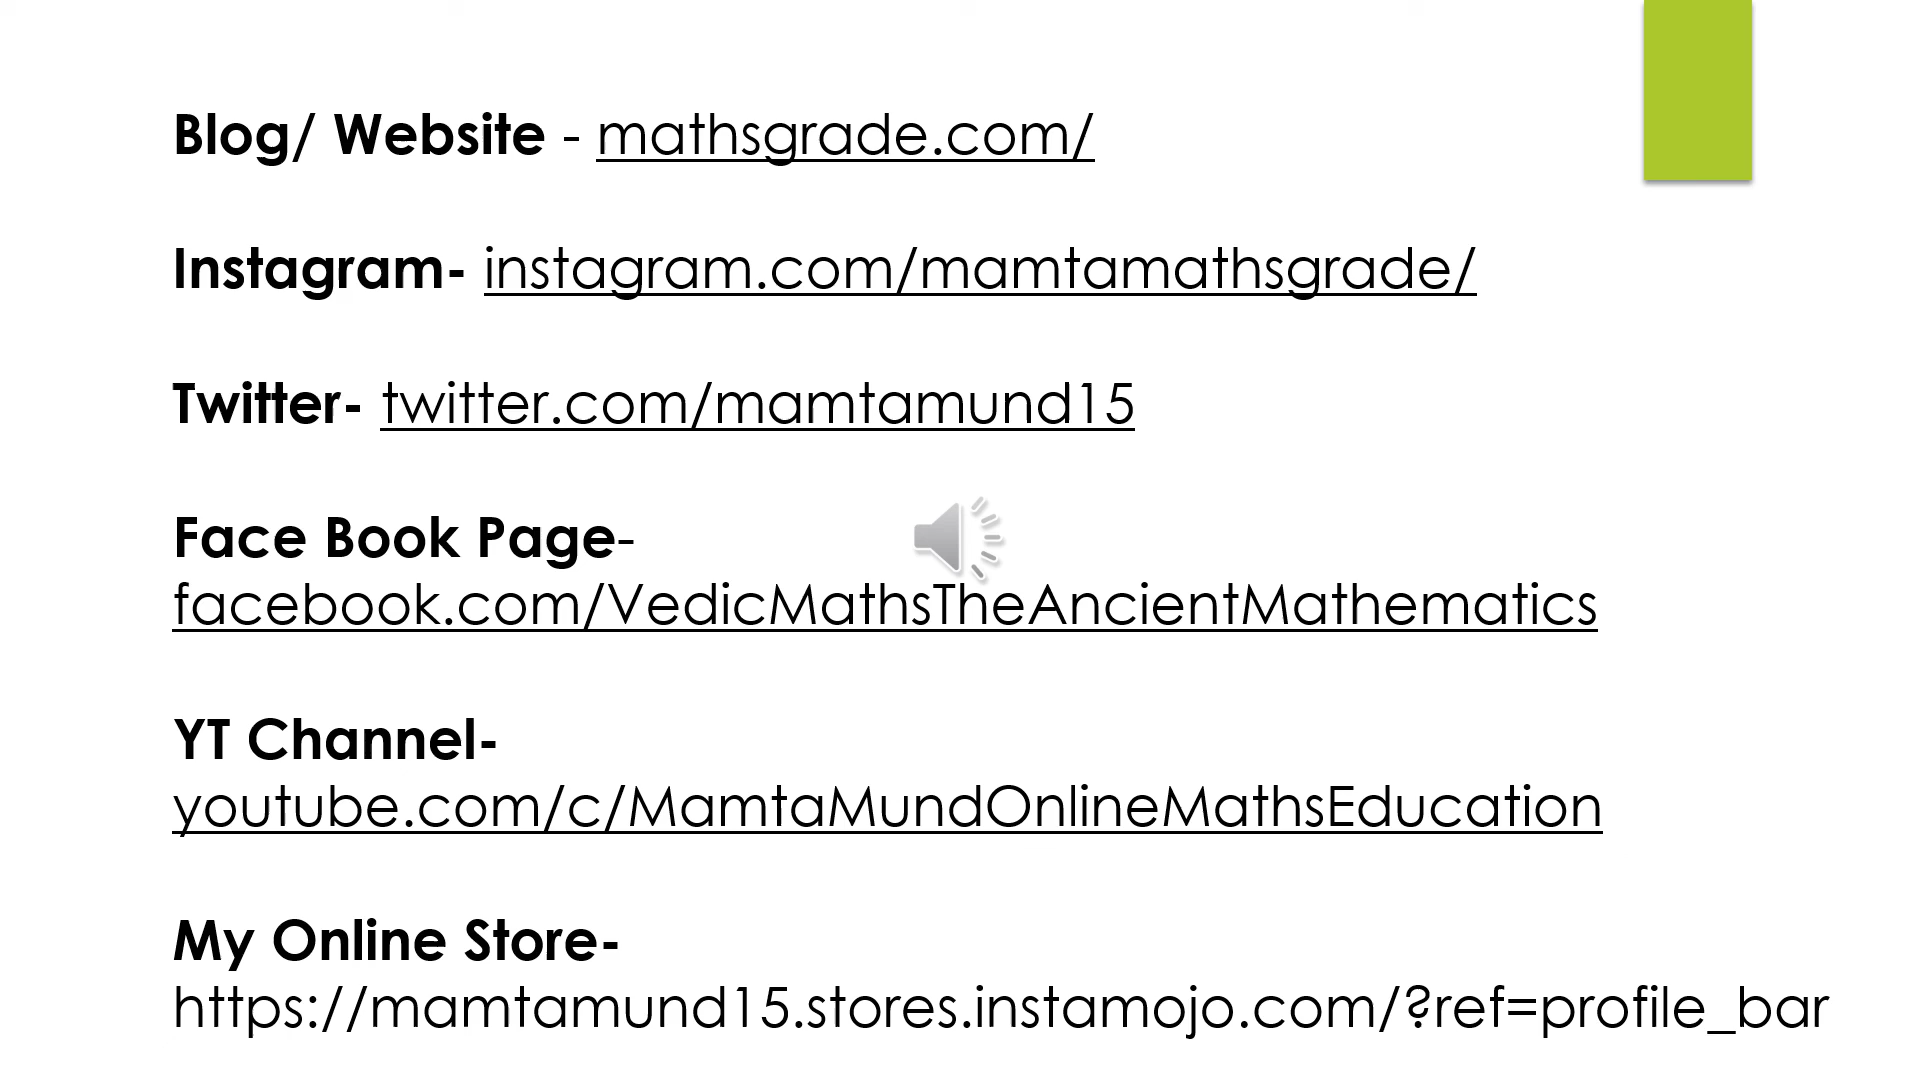 Blog/ Website - mathsgrade.com/
Instagram- instagram.com/mamtamathsgrade/
Twitter- twitter.com/mamtamund15
Face Book Page-
facebook.com/VedicMathsTheAncientMathematics
YT Channel-
youtube.com/c/MamtaMundOnlineMathsEducation
My Online Store-
https://mamtamund15.stores.instamojo.com/?ref=profile_bar